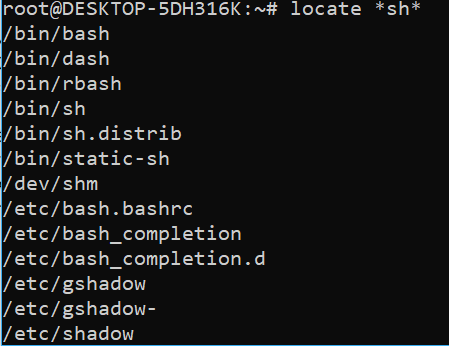 root@DESKTOP-5DH316K:~# locate *sh*
/bin/bash
/bin/dash
/bin/rbash
/bin/sh
/bin/sh.distrib
/bin/static-sh
/dev/shm
/etc/bash.bashrc
/etc/bash_completion
/etc/bash_completion.d
/etc/gshadow
/etc/gshadow-
/etc/shadow